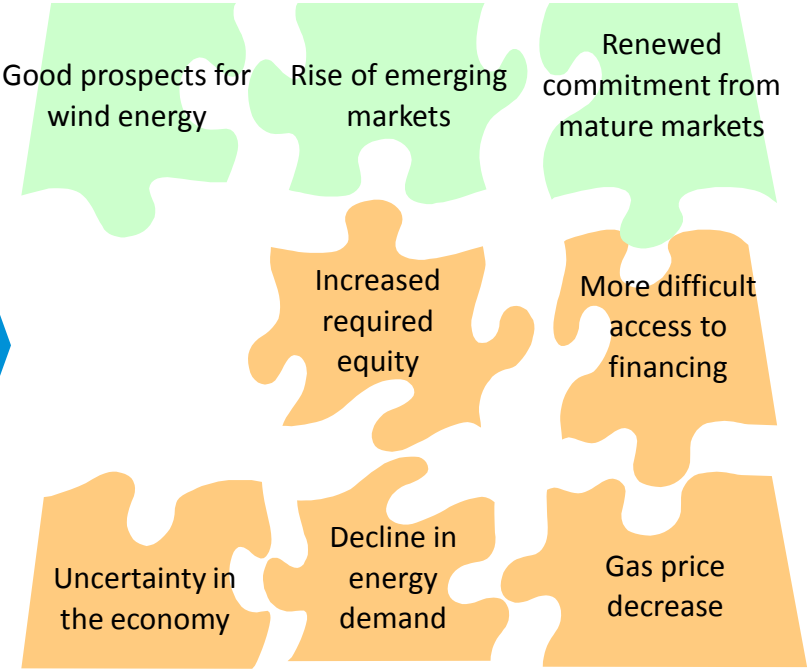 Good prospects for
wind energy
Rise of emerging
markets
Renewed
commitment from
mature markets
Increased
required
equity
More difficult
access to
financing
Uncertainty in
the economy
Decline in
energy
demand
Gas price
decrease